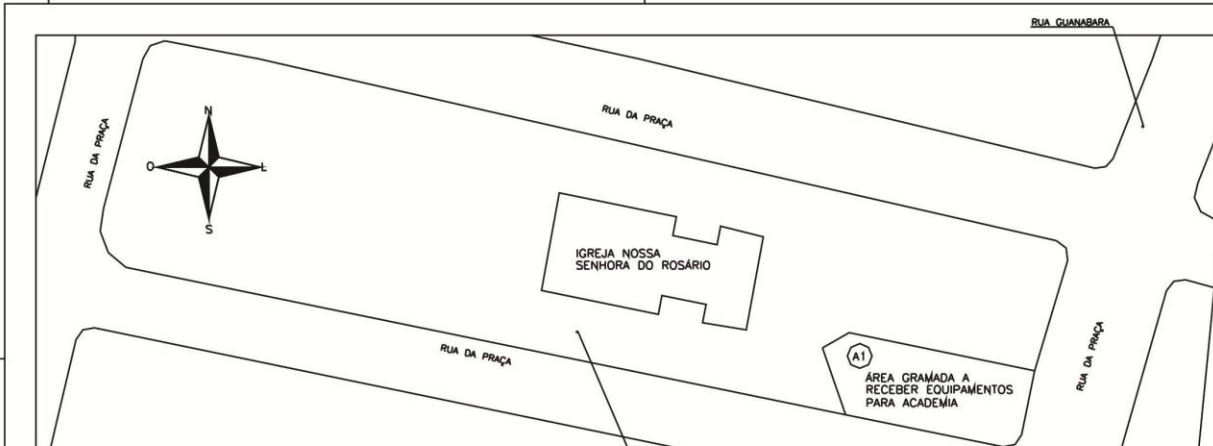 RUA GUANABARA
RUA DA PRAÇA
RUA DA PRAÇA
N
O
L
S
IGREJA NOSSA
SENHORA DO ROSÁRIO
RUA DA PRAÇA
RUA DA PRAÇA
A1
ÁREA GRAMADA A
RECEBER EQUIPAMENTOS
PARA ACADEMIA